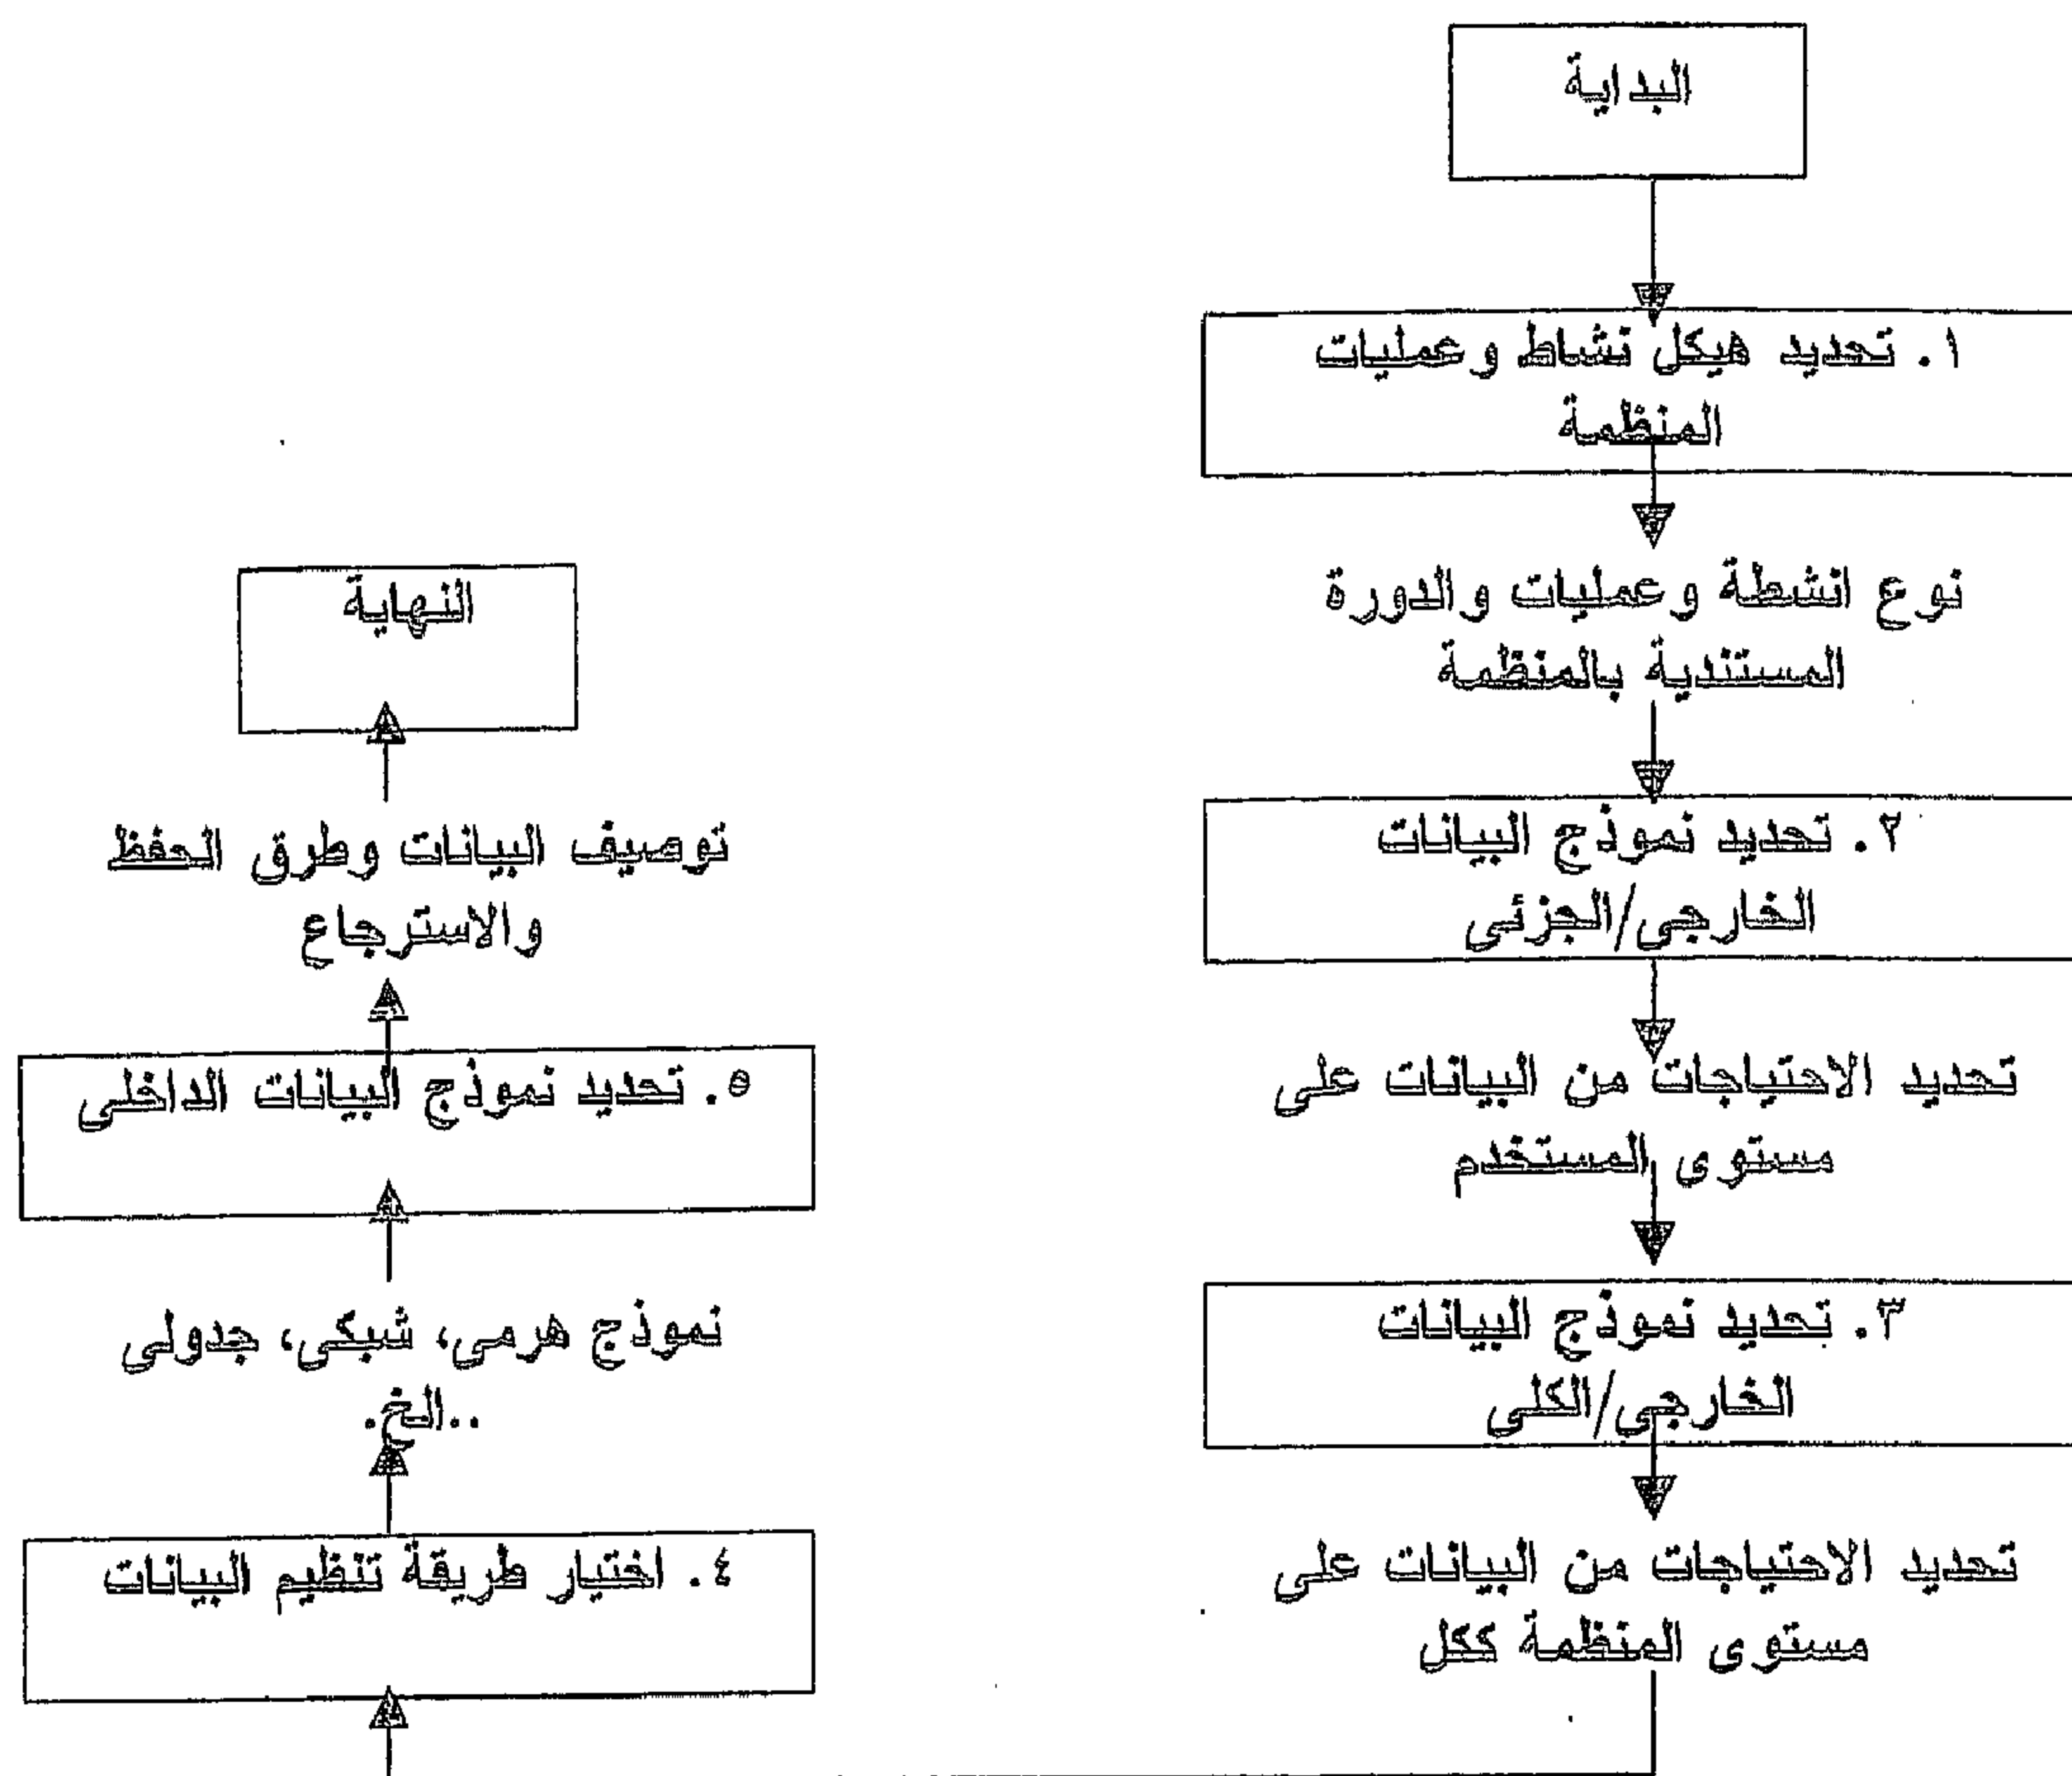 البداية
١. تحديد هيكل نشاط وعمليات
المنظمة
نوع انشطة وعمليات والدورة
المستندية بالمنظمة
٢. تحديد نموذج البيانات
الخارجى/الجزئى
تحديد الاحتياجات من البيانات على
مستوى المستخدم
٣. تحديد نموذج البيانات
الخارجى/الكلى
تحديد الاحتياجات من البيانات على
مستوى المنظمة ككل
٤. اختيار طريقة تنظيم البيانات
نموذج هرمى، شبكى، جدولى
..الخ.
٥. تحديد نموذج البيانات الداخلى
توصيف البيانات وطرق الحفظ
والاسترجاع
النهاية